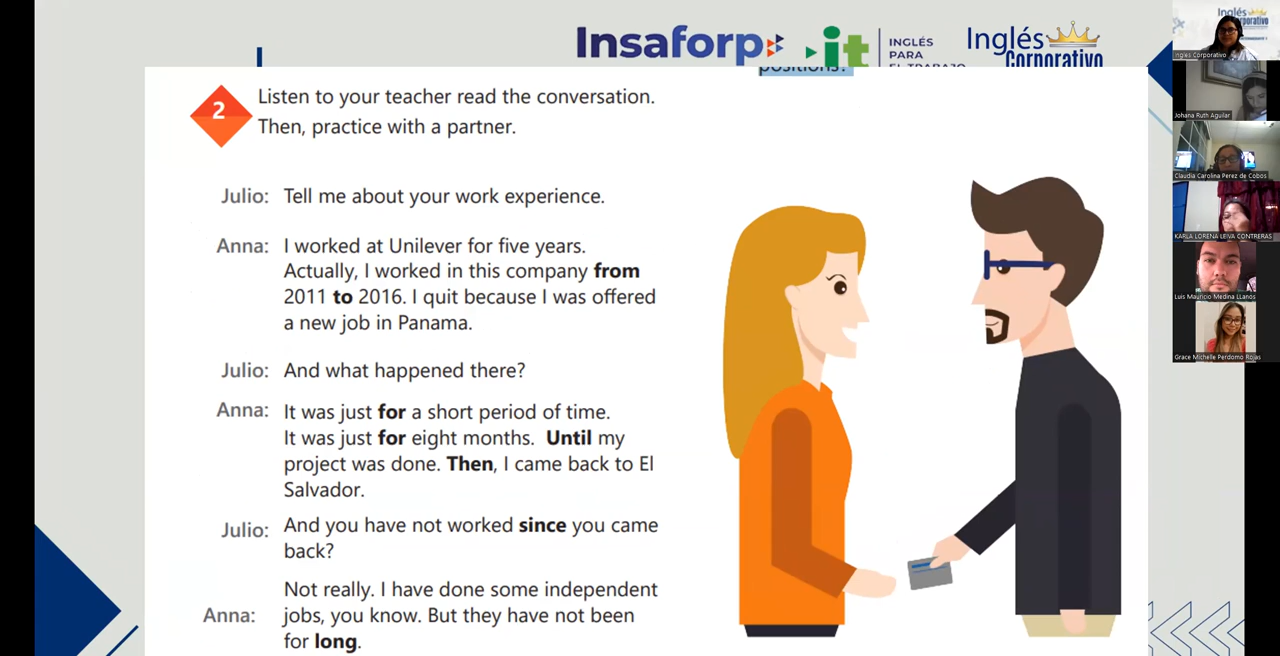 Insaforp
it
INGLÉS
PARA
EL TRABAJO
Inglés
Corporativo
positions?
2
Listen to your teacher read the conversation.
Then, practice with a partner.
Julio: Tell me about your work experience.
Anna: I worked at Unilever for five years.
Actually, I worked in this company from
2011 to 2016. I quit because I was offered
a new job in Panama.
Julio: And what happened there?
Anna: It was just for a short period of time.
It was just for eight months. Until my
project was done. Then, I came back to El
Salvador.
Julio: And you have not worked since you came
back?
Anna: Not really. I have done some independent
jobs, you know. But they have not been
for long.
Inglés
Corporativo
Inglés Corporativo
Johana Ruth Aguilar
Claudia Carolina Perez de Cobos
KARLA LORENA LEIVA CONTRERAS
Luis Mauricio Medina LLanos
Grace Michelle Perdomo Rojas